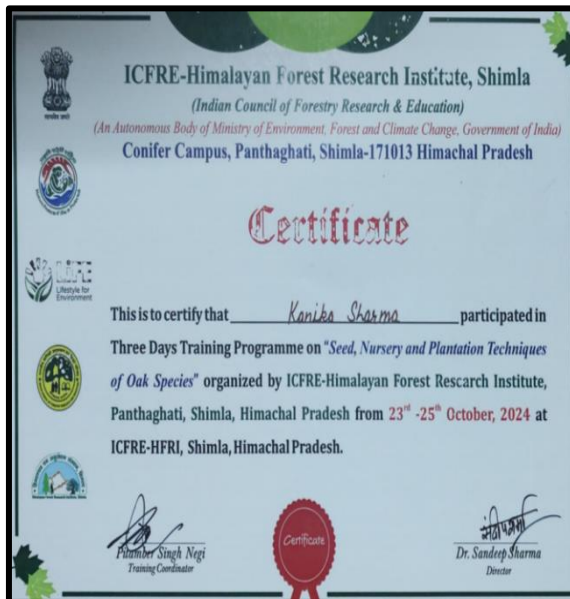 ICFRE-Himalayan Forest Research Institute, Shimla
(Indian Council of Forestry Research & Education)
(An Autonomous Body of Ministry of Environment, Forest and Climate Change, Government of India)
Conifer Campus, Panthaghati, Shimla-171013 Himachal Pradesh
Certificate
LiFE
Lifestyle for
Environment
This is to certify that Kanika Sharma participated in
Three Days Training Programme on "Seed, Nursery and Plantation Techniques
of Oak Species" organized by ICFRE-Himalayan Forest Research Institute,
Panthaghati, Shimla, Himachal Pradesh from 23rd -25th October, 2024 at
ICFRE-HFRI, Shimla, Himachal Pradesh.
Certificate
Pitamber Singh Negi
Training Coordinator
Dr. Sandeep Sharma
Director